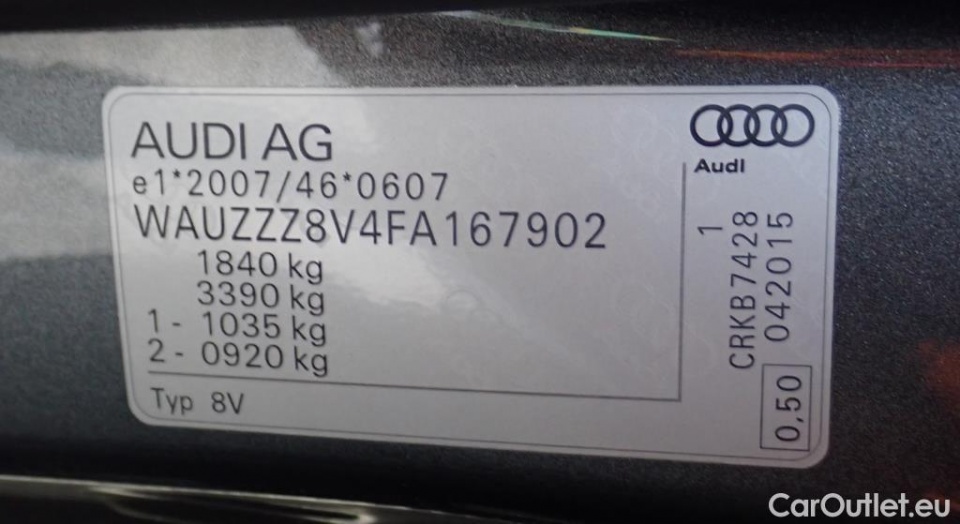 AUDI AG
e1*2007/46*0607
WAUZZZ8V4FA167902
1840 kg
3390 kg
1 - 1035 kg
2 - 0920 kg
Typ 8V
Audi
1
CRKB7428
042015
0,50
CarOutlet.eu